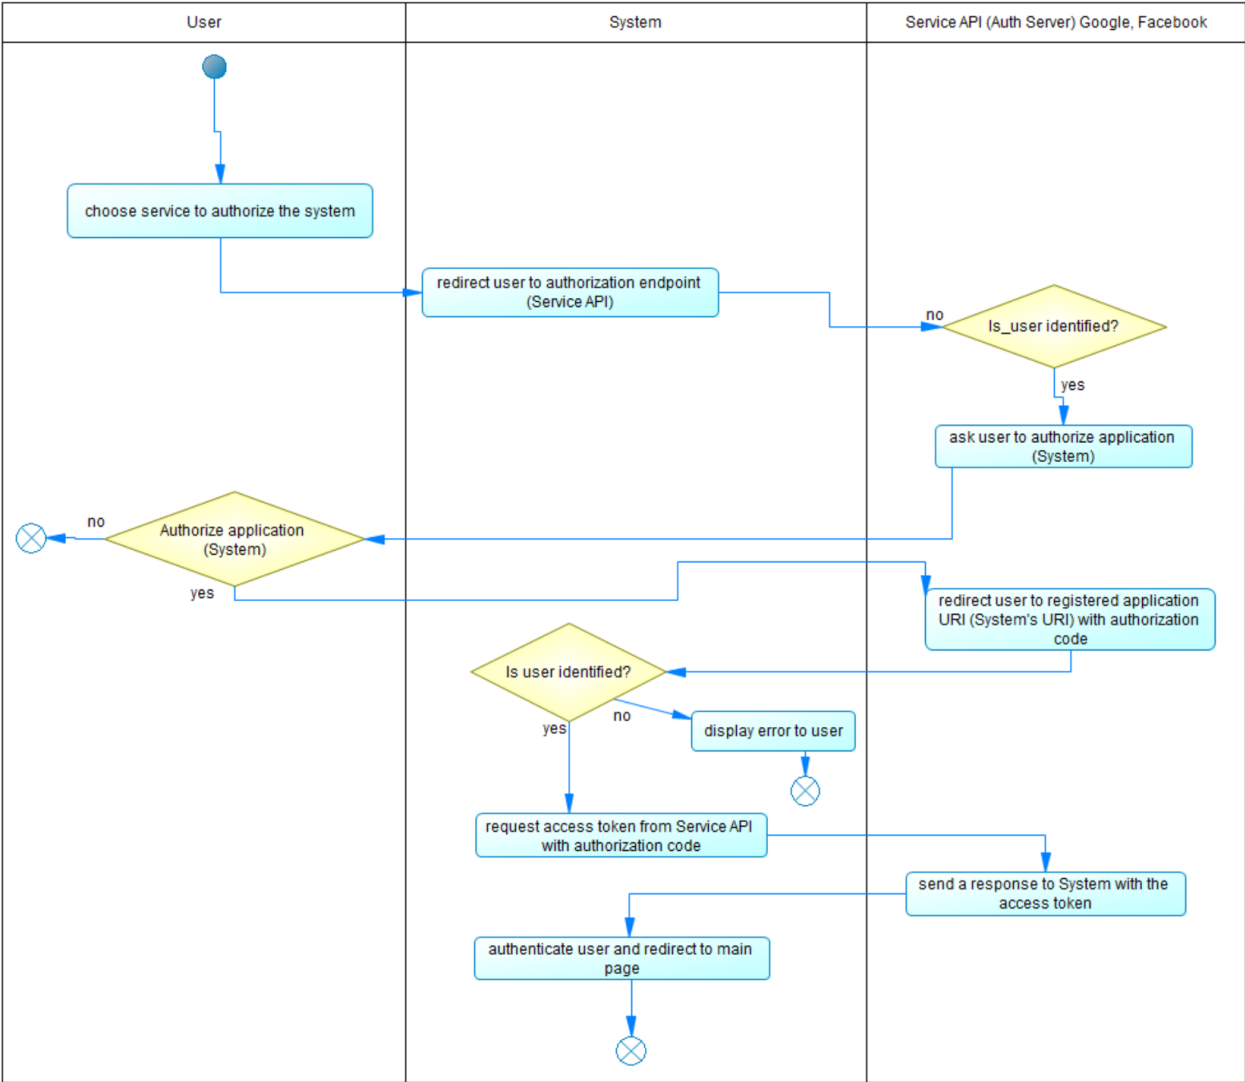 User
System
Service API (Auth Server) Google, Facebook
choose service to authorize the system
redirect user to authorization endpoint
(Service API)
no
Is_user identified?
yes
ask user to authorize application
(System)
no
Authorize application
(System)
yes
redirect user to registered application
URI (System's URI) with authorization
code
Is user identified?
no
yes
display error to user
request access token from Service API
with authorization code
send a response to System with the
access token
authenticate user and redirect to main
page